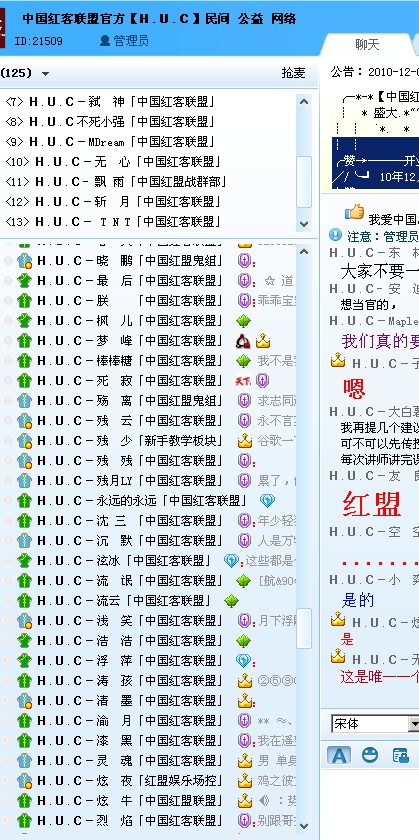 中国红客联盟官方【H.U.C】民间 公益 网络
ID:21509 管理员
(125) 抢麦
<7> H.U.C-弑 神「中国红客联盟」
<8> H.U.C不死小强「中国红客联盟」
<9> H.U.C-MDream「中国红客联盟」
<10> H.U.C-无 心「中国红客联盟」
<11> H.U.C-飘 雨「中国红盟战群部」
<12> H.U.C-斩 月「中国红客联盟」
<13> H.U.C- T N T「中国红客联盟」
H.U.C-晓 鹏「中国红盟鬼组」
H.U.C-最 后「中国红客联盟」 ☆ 道
H.U.C-朕 「中国红客联盟」 乖乖宝
H.U.C-枫 儿「中国红客联盟」
H.U.C-梦 峰「中国红客联盟」
H.U.C-棒棒糖「中国红客联盟」 我不是
H.U.C-死 寂「中国红客联盟」
H.U.C-殇 离「中国红盟鬼组」 求志同
H.U.C-残 云「中国红客联盟」 永不言
H.U.C-残 少「新手教学板块」 谷歌一
H.U.C-残 残「中国红客联盟」
H.U.C-残月LY「中国红客联盟」 累了,
H.U.C-永远的永远「中国红客联盟」
H.U.C-沈 三 「中国红客联盟」 年少轻
H.U.C-沉 默「中国红客联盟」 人是万
H.U.C-泫冰「中国红客联盟」 :这些都是
H.U.C-流 氓「中国红客联盟」 [航&904
H.U.C-流云「中国红客联盟」
H.U.C-浅 笑「中国红客联盟」 月下浮
H.U.C-浩 浩「中国红客联盟」
H.U.C-浮 萍「中国红客联盟」
H.U.C-涛 孩「中国红客联盟」 ②⑤⑨
H.U.C-清 墨「中国红客联盟」
H.U.C-渝 月「中国红客联盟」 ** ≈、
H.U.C-漆 黑「中国红客联盟」 我在遥
H.U.C-灵 魂「中国红客联盟」 男 单身
H.U.C-炫 夜「红盟娱乐场控」 鸡之彼
H.U.C-炫 牛「中国红盟联盟」 :势
H.U.C-烈 焰「中国红客联盟」 别跟哥
聊天
公告: 2010-12-0
╭—*-*【中国红
* 盛大.*""
10年12.
我爱中国
注意：管理员
H.U.C-东 林
大家不要一
H.U.C-安 迪
想当官的，
H.U.C-Maple
我们真的要
H.U.C-子
嗯
H.U.C-大白
我再提几个建议
可不可以先传授
每次讲师讲完课
H.U.C-友 良
红盟
H.U.C-空 空
........
H.U.C-小 奕
是的
H.U.C-炫
是
H.U.C-无
这是唯一一个
宋体